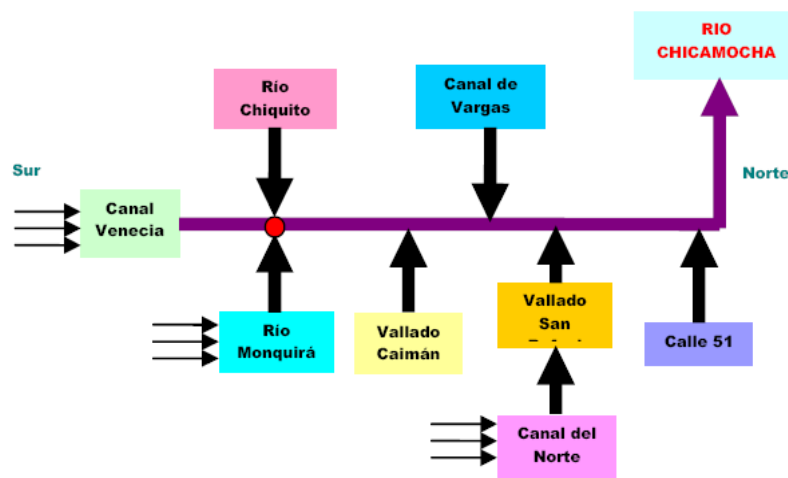 RIO
CHICAMOCHA
Río
Chiquito
Canal de
Vargas
Sur
Norte
Canal
Venecia
Río
Monquirá
Vallado
Caimán
Vallado
San
Calle 51
Canal del
Norte